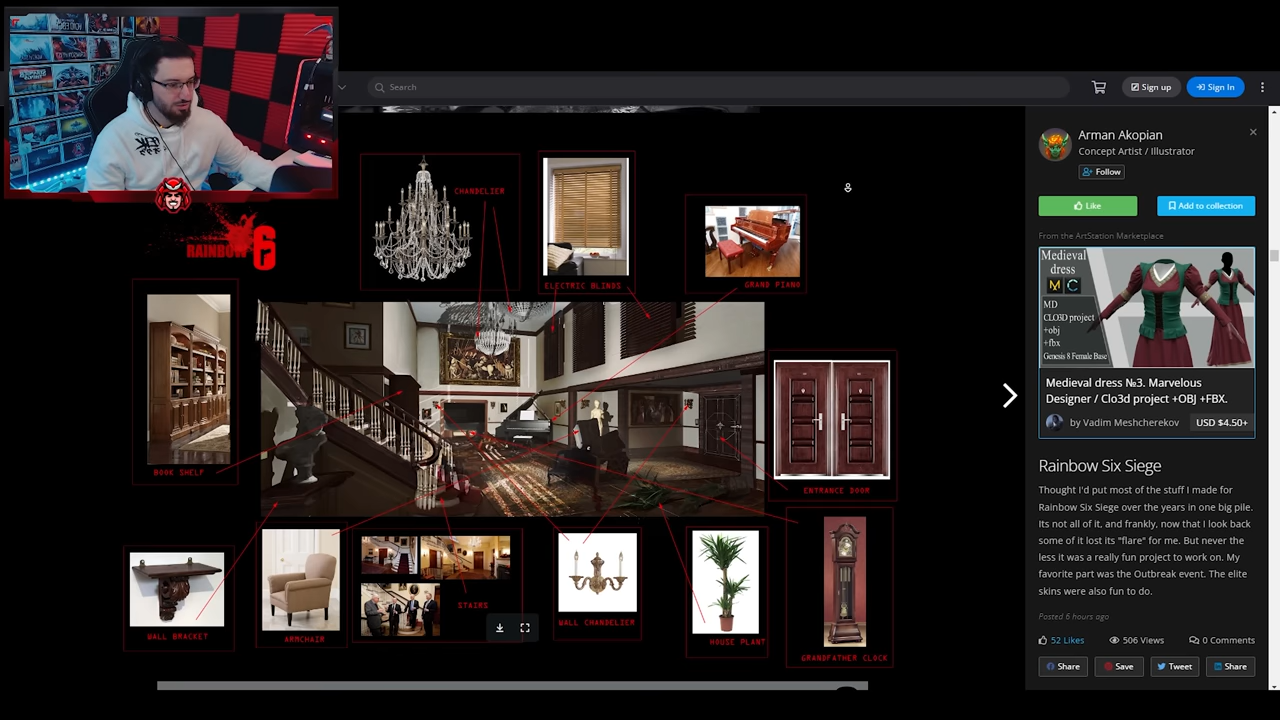 Search
Sign up
Sign In
Arman Akopian
Concept Artist / Illustrator
Follow
Like
Add to collection
From the ArtStation Marketplace
Medieval
dress
M C
MD
CLO3D project
+obj
+fbx
Genesis 8 Female Base
Medieval dress №3. Marvelous
Designer / Clo3d project +OBJ +FBX.
by Vadim Meshcherekov
USD $4.50+
Rainbow Six Siege
Thought I'd put most of the stuff I made for
Rainbow Six Siege over the years in one big pile.
Its not all of it, and frankly, now that I look back
some of it lost its "flare" for me. But never the
less it was a really fun project to work on. My
favorite part was the Outbreak event. The elite
skins were also fun to do.
Posted 6 hours ago
52 Likes
506 Views
0 Comments
Share
Save
Tweet
Share
RAINBOW 6
CHANDELIER
ELECTRIC BLINDS
GRAND PIANO
BOOK SHELF
ENTRANCE DOOR
WALL BRACKET
ARMCHAIR
STAIRS
WALL CHANDELIER
HOUSE PLANT
GRANDFATHER CLOCK